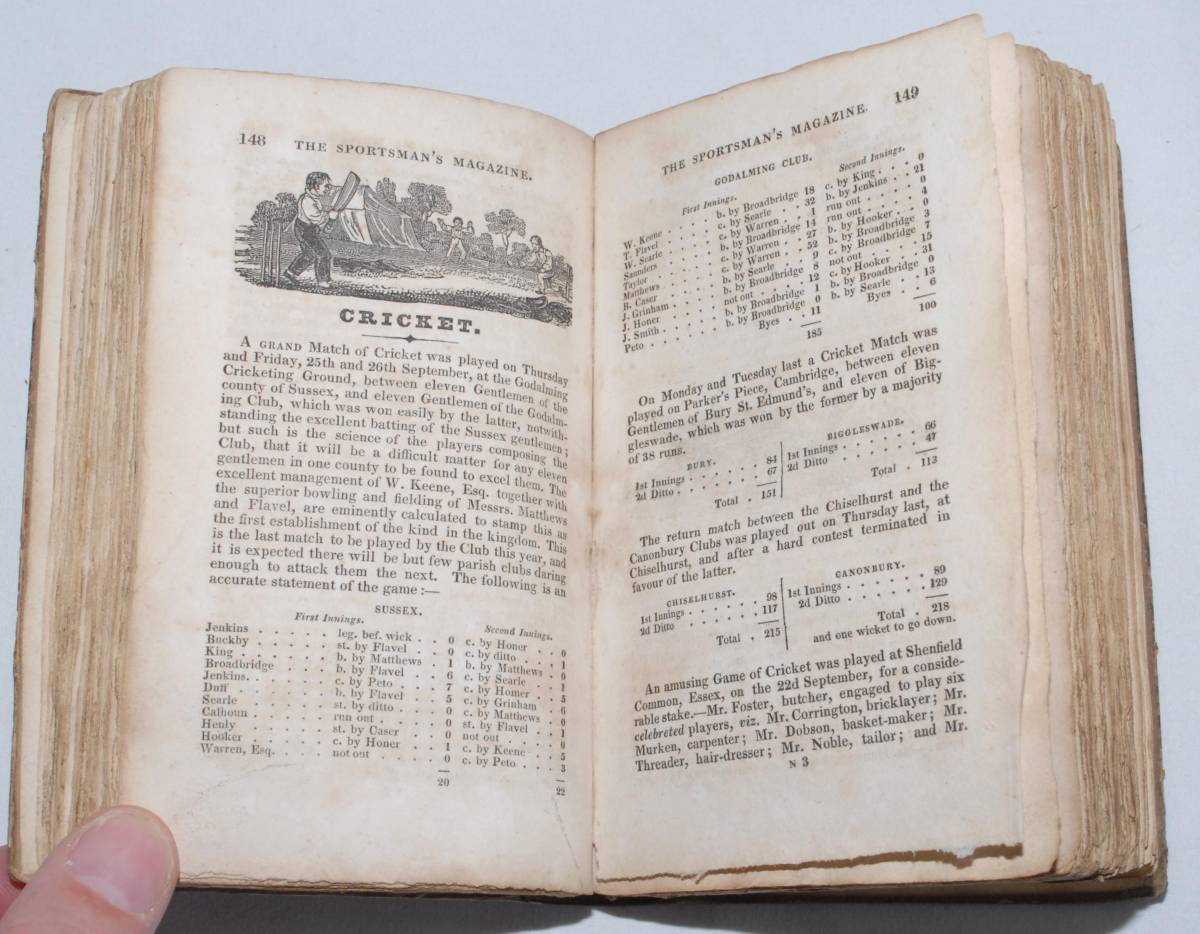 148 THE SPORTSMAN'S MAGAZINE.
CRICKET.
A GRAND Match of Cricket was played on Thursday
and Friday, 25th and 26th September, at the Godalming
Cricketing Ground, between eleven Gentlemen of the
county of Sussex, and eleven Gentlemen of the Godalm-
ing Club, which was won easily by the latter, notwith-
standing the excellent batting of the Sussex gentlemen;
but such is the science of the players composing the
Club, that it will be a difficult matter for any eleven
gentlemen in one county to be found to excel them. The
excellent management of W. Keene, Esq. together with
the superior bowling and fielding of Messrs. Matthews
and Flavel, are eminently calculated to stamp this as
the first establishment of the kind in the kingdom. This
is the last match to be played by the Club this year, and
it is expected there will be but few parish clubs daring
enough to attack them the next. The following is an
accurate statement of the game :—
SUSSEX.
First Innings. Second Innings.
Jenkins . . . . . leg. bef. wick . . 0 c. by Honer . . 0
Buckby . . . . . st. by Flavel . . 0 c. by ditto . . . 1
King . . . . . . b. by Matthews . 1 b. by Matthews . 0
Broadbridge . . . b. by Flavel . . 6 c. by Searle . . 1
Jenkins. . . . . . c. by Peto . . . 7 c. by Homer . . 5
Duff . . . . . . b. by Flavel . . 5 c. by Grinham . 6
Searle . . . . . st. by ditto . . 0 c. by Matthews . 0
Calhoun . . . . . run out . . . . 0 st. by Flavel . . 1
Henly . . . . . st. by Caser . . 0 not out . . . . 0
Hooker . . . . . c. by Honer . . 1 c. by Keene . . 5
Warren, Esq. . . . not out . . . . 0 c. by Peto . . . 3
20 22
THE SPORTSMAN'S MAGAZINE. 149
GODALMING CLUB.
First Innings. Second Innings.
W. Keene . . . . b. by Broadbridge 18 c. by King . . . 0
T. Flavel . . . . c. by Searle . . 32 b. by Jenkins . . 21
W. Searle . . . . c. by Warren . . 1 run out . . . . 0
Saunders . . . . b. by Broadbridge 14 run out . . . . 4
Taylor . . . . . c. by Warren . . 27 b. by Hooker . . 0
Matthews . . . . c. by Warren . . 52 b. by Broadbridge 3
B. Caser . . . . b. by Searle . . 9 c. by Broadbridge 7
J. Grinham . . . . b. by Broadbridge 8 not out . . . . 15
J. Honer . . . . not out . . . . . 12 c. by Hooker . . 31
J. Smith . . . . . b. by Broadbridge 1 b. by Broadbridge 0
Peto . . . . . . b. by Broadbridge 0 b. by Searle . . 13
Byes . . 11 Byes . . 6
185 100
On Monday and Tuesday last a Cricket Match was
played on Parker's Piece, Cambridge, between eleven
Gentlemen of Bury St. Edmund's, and eleven of Big-
gleswade, which was won by the former by a majority
of 38 runs.
BURY. BIGGLESWADE.
1st Innings . . . . . . 84 1st Innings . . . . . . 66
2d Ditto . . . . . . . 67 2d Ditto . . . . . . . 47
Total . 151 Total . 113
The return match between the Chiselhurst and the
Canonbury Clubs was played out on Thursday last, at
Chiselhurst, and after a hard contest terminated in
favour of the latter.
CHISELHURST. CANONBURY.
1st Innings . . . . . . 98 1st Innings . . . . . . 89
2d Ditto . . . . . . 117 2d Ditto . . . . . . 129
Total . 215 Total . 218
and one wicket to go down.
An amusing Game of Cricket was played at Shenfield
Common, Essex, on the 22d September, for a conside-
rable stake.—Mr. Foster, butcher, engaged to play six
celebreted players, viz. Mr. Corrington, bricklayer; Mr.
Murken, carpenter; Mr. Dobson, basket-maker; Mr.
Threader, hair-dresser; Mr. Noble, tailor; and Mr.
N 3